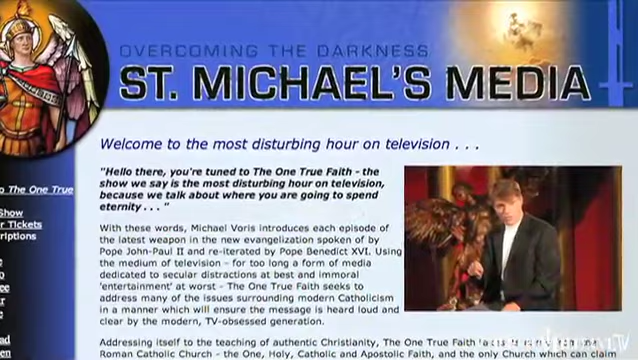 OVERCOMING THE DARKNESS
ST. MICHAEL'S MEDIA
Welcome to the most disturbing hour on television . . .
o The One True
Show
r Tickets
riptions
"Hello there, you're tuned to The One True Faith - the
show we say is the most disturbing hour on television,
because we talk about where you are going to spend
eternity . . . "
With these words, Michael Voris introduces each episode of
the latest weapon in the new evangelization spoken of by
Pope John-Paul II and re-iterated by Pope Benedict XVI. Using
the medium of television - for too long a form of media
dedicated to secular distractions at best and immoral
'entertainment' at worst - The One True Faith seeks to
address many of the issues surrounding modern Catholicism
in a manner which will ensure the message is heard loud and
clear by the modern, TV-obsessed generation.
Addressing itself to the teaching of authentic Christianity, The One True Faith
Roman Catholic Church - the One, Holy, Catholic and Apostolic Faith, and the only Church which can claim